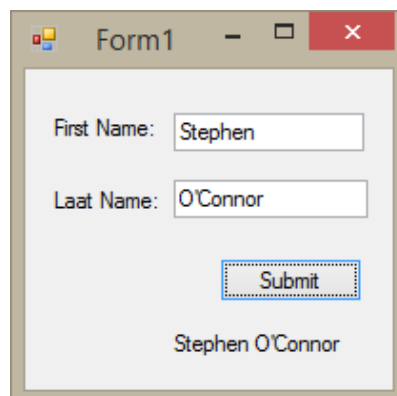 Form1
First Name: Stephen
Laat Name: O'Connor
Submit
Stephen O'Connor